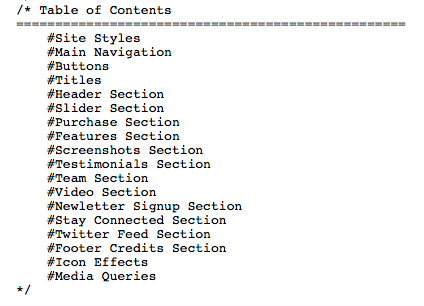 /* Table of Contents
==================================================
#Site Styles
#Main Navigation
#Buttons
#Titles
#Header Section
#Slider Section
#Purchase Section
#Features Section
#Screenshots Section
#Testimonials Section
#Team Section
#Video Section
#Newletter Signup Section
#Stay Connected Section
#Twitter Feed Section
#Footer Credits Section
#Icon Effects
#Media Queries
*/